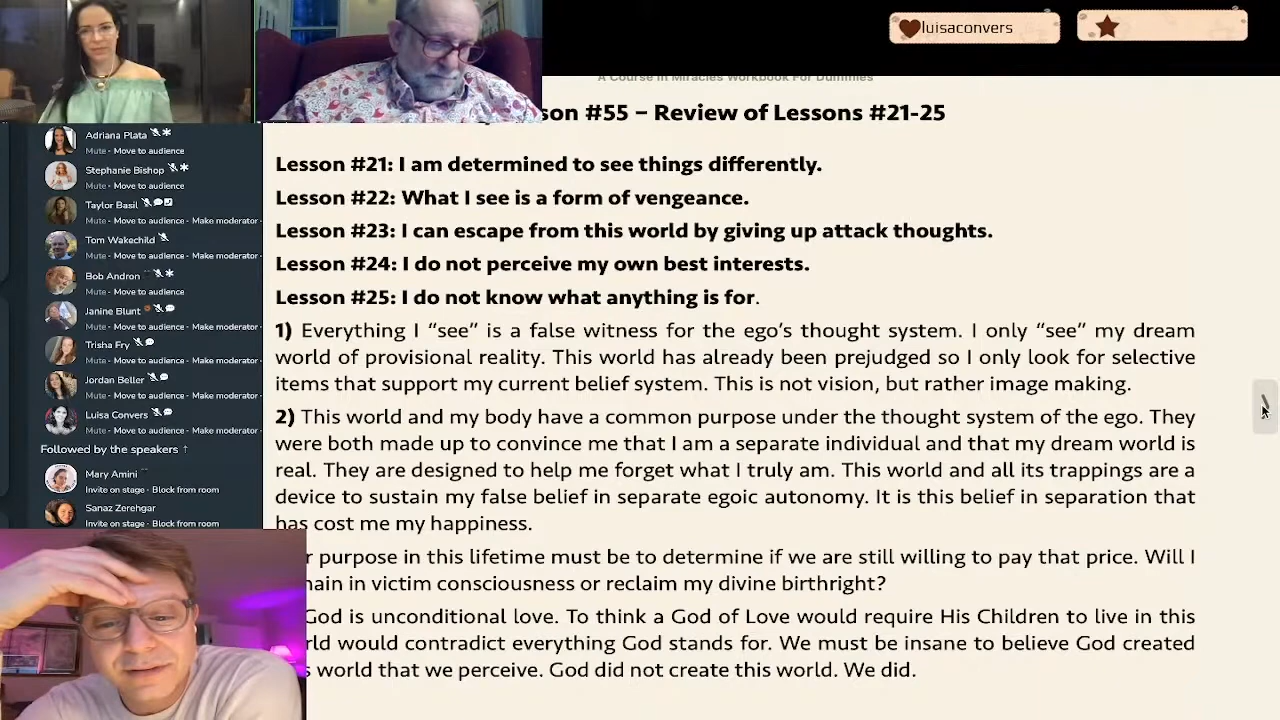 luisaconvers
A Course in Miracles Workbook For Dummies
son #55 – Review of Lessons #21-25
Lesson #21: I am determined to see things differently.
Lesson #22: What I see is a form of vengeance.
Lesson #23: I can escape from this world by giving up attack thoughts.
Lesson #24: I do not perceive my own best interests.
Lesson #25: I do not know what anything is for.
1) Everything I “see” is a false witness for the ego’s thought system. I only “see” my dream
world of provisional reality. This world has already been prejudged so I only look for selective
items that support my current belief system. This is not vision, but rather image making.
2) This world and my body have a common purpose under the thought system of the ego. They
were both made up to convince me that I am a separate individual and that my dream world is
real. They are designed to help me forget what I truly am. This world and all its trappings are a
device to sustain my false belief in separate egoic autonomy. It is this belief in separation that
has cost me my happiness.
r purpose in this lifetime must be to determine if we are still willing to pay that price. Will I
ain in victim consciousness or reclaim my divine birthright?
God is unconditional love. To think a God of Love would require His Children to live in this
rld would contradict everything God stands for. We must be insane to believe God created
s world that we perceive. God did not create this world. We did.
Adriana Plata
Move to audience
Stephanie Bishop
Mute · Move to audience
Taylor Basil
Mute · Move to audience · Make moderator ·
Tom Wakechild
Mute · Move to audience · Make moderator ·
Bob Andron
Mute · Move to audience
Janine Blunt
Mute · Move to audience · Make moderator ·
Trisha Fry
Mute · Move to audience · Make moderator ·
Jordan Beller
Mute · Move to audience · Make moderator ·
Luisa Convers
Mute · Move to audience · Make moderator ·
Followed by the speakers ↑
Mary Amini
Invite on stage · Block from room
Sanaz Zerehgar
Invite on stage · Block from room